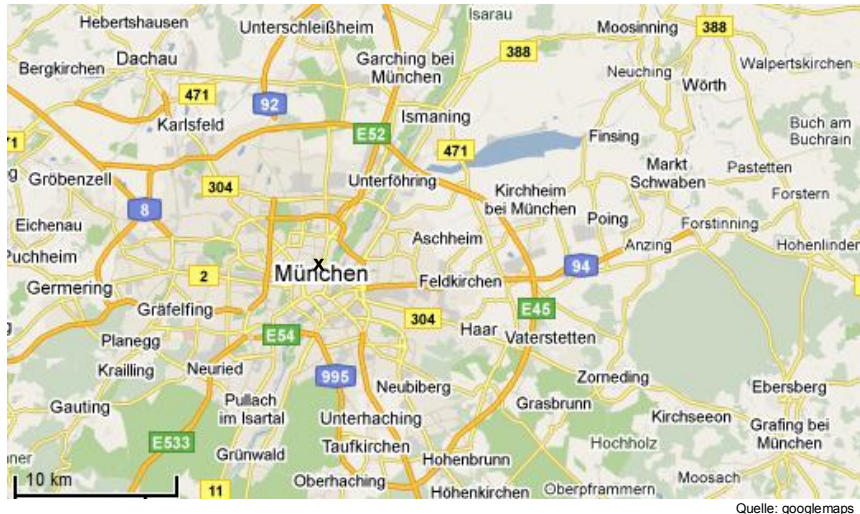 Hebertshausen
Unterschleißheim
Isarau
Moosinning
388
388
Dachau
Garching bei
München
Bergkirchen
Neuching
Walpertskirchen
Wörth
471
92
Ismaning
Karlsfeld
E52
Buch am
Buchrain
Finsing
471
Markt
Schwaben
Pastetten
Gröbenzell
304
Unterföhring
Kirchheim
bei München
Forstern
8
Poing
Forstinning
Eichenau
Aschheim
Anzing
Hohenlinden
Puchheim
x
94
2
München
Feldkirchen
Germering
E45
Gräfelfing
304
Haar
Planegg
E54
Vaterstetten
Krailling
Neuried
995
Neubiberg
Zorneding
Ebersberg
Pullach
im Isartal
Gauting
Grasbrunn
Unterhaching
Kirchseeon
Grafing bei
München
E533
Taufkirchen
Hochholz
Grünwald
Hohenbrunn
10 km
Oberhaching
Moosach
11
Höhenkirchen
Oberpframmern
Quelle: googlemaps